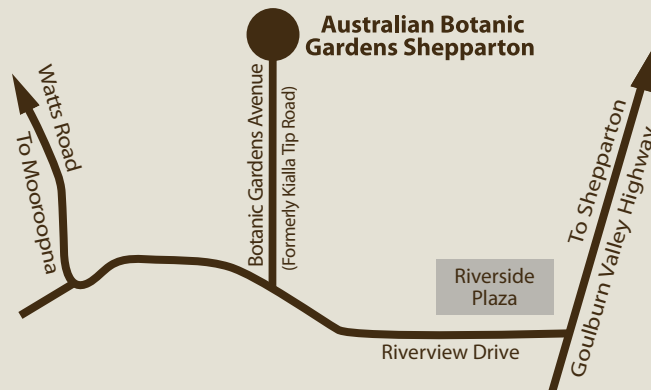 Australian Botanic
Gardens Shepparton
Watts Road
To Mooroopna
Botanic Gardens Avenue
(Formerly Kialla Tip Road)
To Shepparton
Goulburn Valley Highway
Riverside
Plaza
Riverview Drive